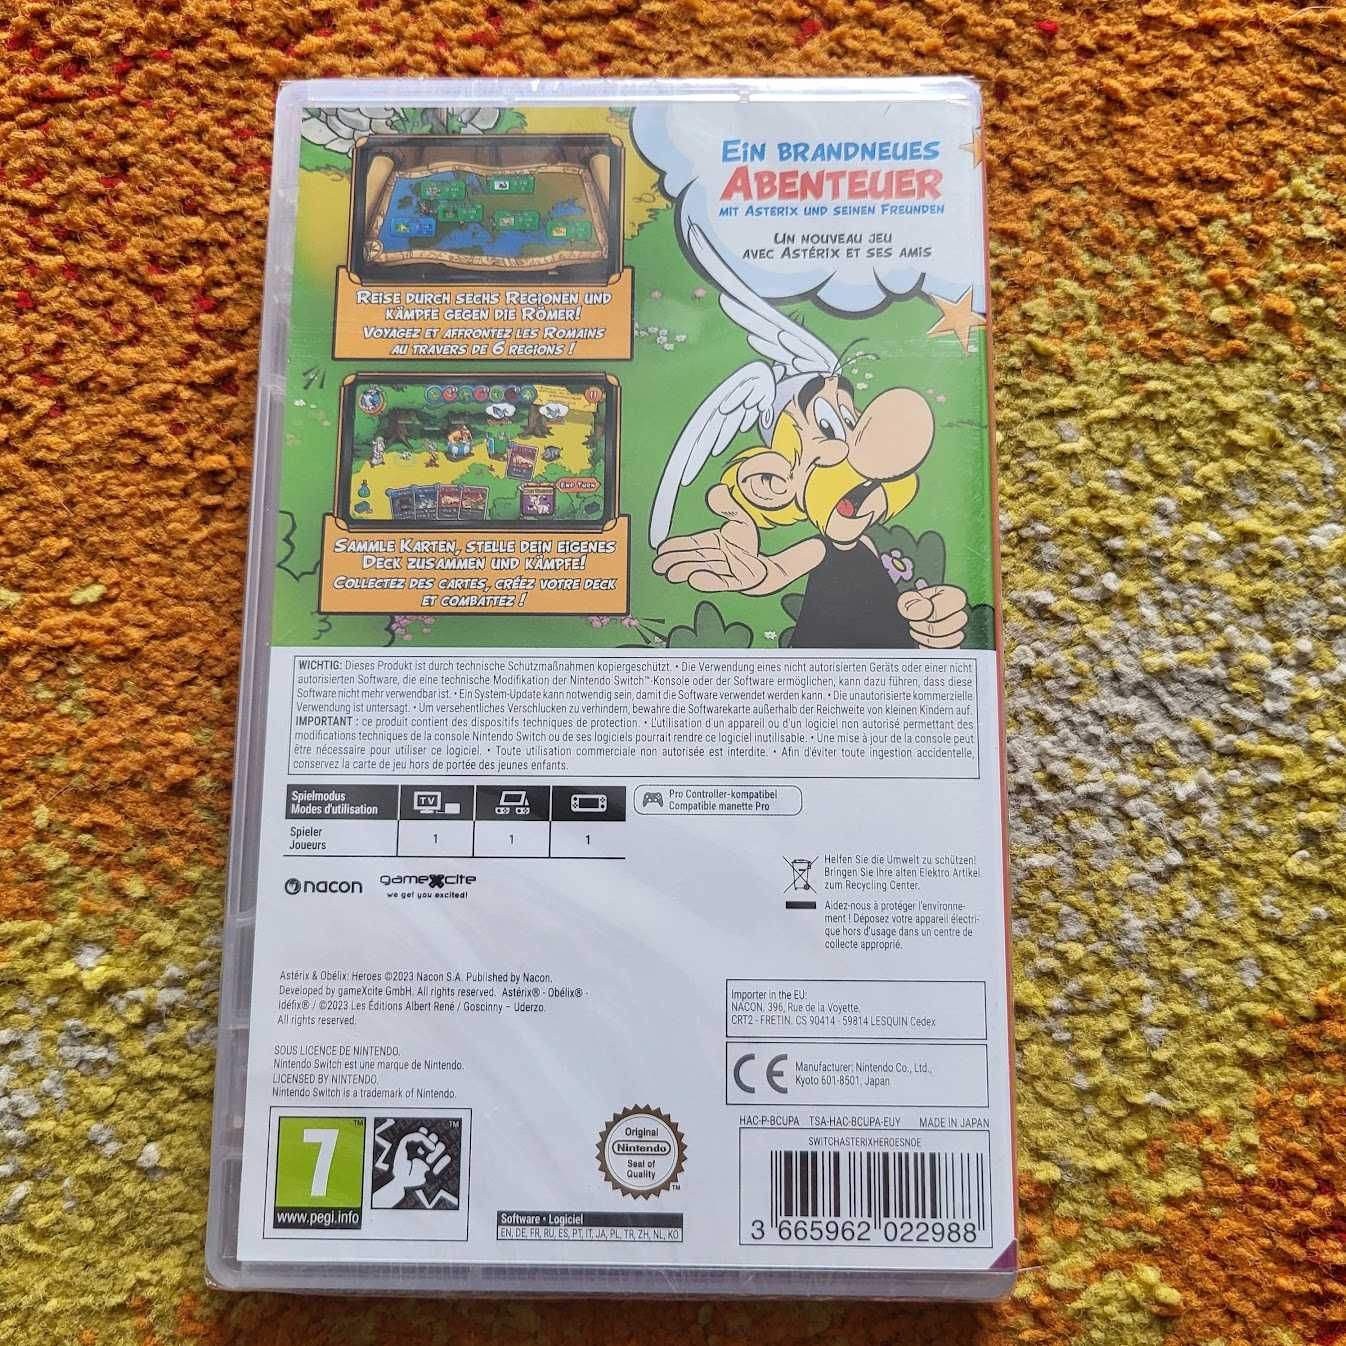 EIN BRANDNEUES
ABENTEUER
MIT ASTERIX UND SEINEN FREUNDEN
UN NOUVEAU JEU
AVEC ASTÉRIX ET SES AMIS
REISE DURCH SECHS REGIONEN UND
KÄMPFE GEGEN DIE RÖMER!
VOYAGEZ ET AFFRONTEZ LES ROMAINS
AU TRAVERS DE 6 REGIONS !
END TURN
SAMMLE KARTEN, STELLE DEIN EIGENES
DECK ZUSAMMEN UND KÄMPFE!
COLLECTEZ DES CARTES, CRÉEZ VOTRE DECK
ET COMBATTEZ !
WICHTIG: Dieses Produkt ist durch technische Schutzmaßnahmen kopiergeschützt. • Die Verwendung eines nicht autorisierten Geräts oder einer nicht
autorisierten Software, die eine technische Modifikation der Nintendo Switch™-Konsole oder der Software ermöglichen, kann dazu führen, dass diese
Software nicht mehr verwendbar ist. • Ein System-Update kann notwendig sein, damit die Software verwendet werden kann. • Die unautorisierte kommerzielle
Verwendung ist untersagt. • Um versehentliches Verschlucken zu verhindern, bewahre die Softwarekarte außerhalb der Reichweite von kleinen Kindern auf.
IMPORTANT : ce produit contient des dispositifs techniques de protection. • L'utilisation d'un appareil ou d'un logiciel non autorisé permettant des
modifications techniques de la console Nintendo Switch ou de ses logiciels pourrait rendre ce logiciel inutilisable. • Une mise à jour de la console peut
être nécessaire pour utiliser ce logiciel. • Toute utilisation commerciale non autorisée est interdite. • Afin d'éviter toute ingestion accidentelle,
conservez la carte de jeu hors de portée des jeunes enfants.
Spielmodus
Modes d'utilisation
TV
Pro Controller-kompatibel
Compatible manette Pro
Spieler
Joueurs
1 1 1
nacon
gameXcite
we get you excited!
Helfen Sie die Umwelt zu schützen!
Bringen Sie Ihre alten Elektro Artikel
zum Recycling Center.
Aidez-nous à protéger l'environne-
ment ! Déposez votre appareil électri-
que hors d'usage dans un centre de
collecte approprié.
Astérix & Obélix: Heroes ©2023 Nacon S.A. Published by Nacon.
Developed by gameXcite GmbH. All rights reserved. Astérix® - Obélix® -
Idéfix® / ©2023 Les Éditions Albert René / Goscinny – Uderzo.
All rights reserved.
Importer in the EU:
NACON, 396, Rue de la Voyette,
CRT2 - FRETIN. CS 90414 - 59814 LESQUIN Cedex
SOUS LICENCE DE NINTENDO.
Nintendo Switch est une marque de Nintendo.
LICENSED BY NINTENDO.
Nintendo Switch is a trademark of Nintendo.
CE
Manufacturer: Nintendo Co., Ltd.,
Kyoto 601-8501, Japan
HAC-P-BCUPA TSA-HAC-BCUPA-EUY MADE IN JAPAN
SWITCHASTERIXHEROESNOE
3 665962 022988
7
TM
www.pegi.info
TM
Original
Nintendo
Seal of
Quality
TM
Software • Logiciel
EN, DE, FR, RU, ES, PT, IT, JA, PL, TR, ZH, NL, KO